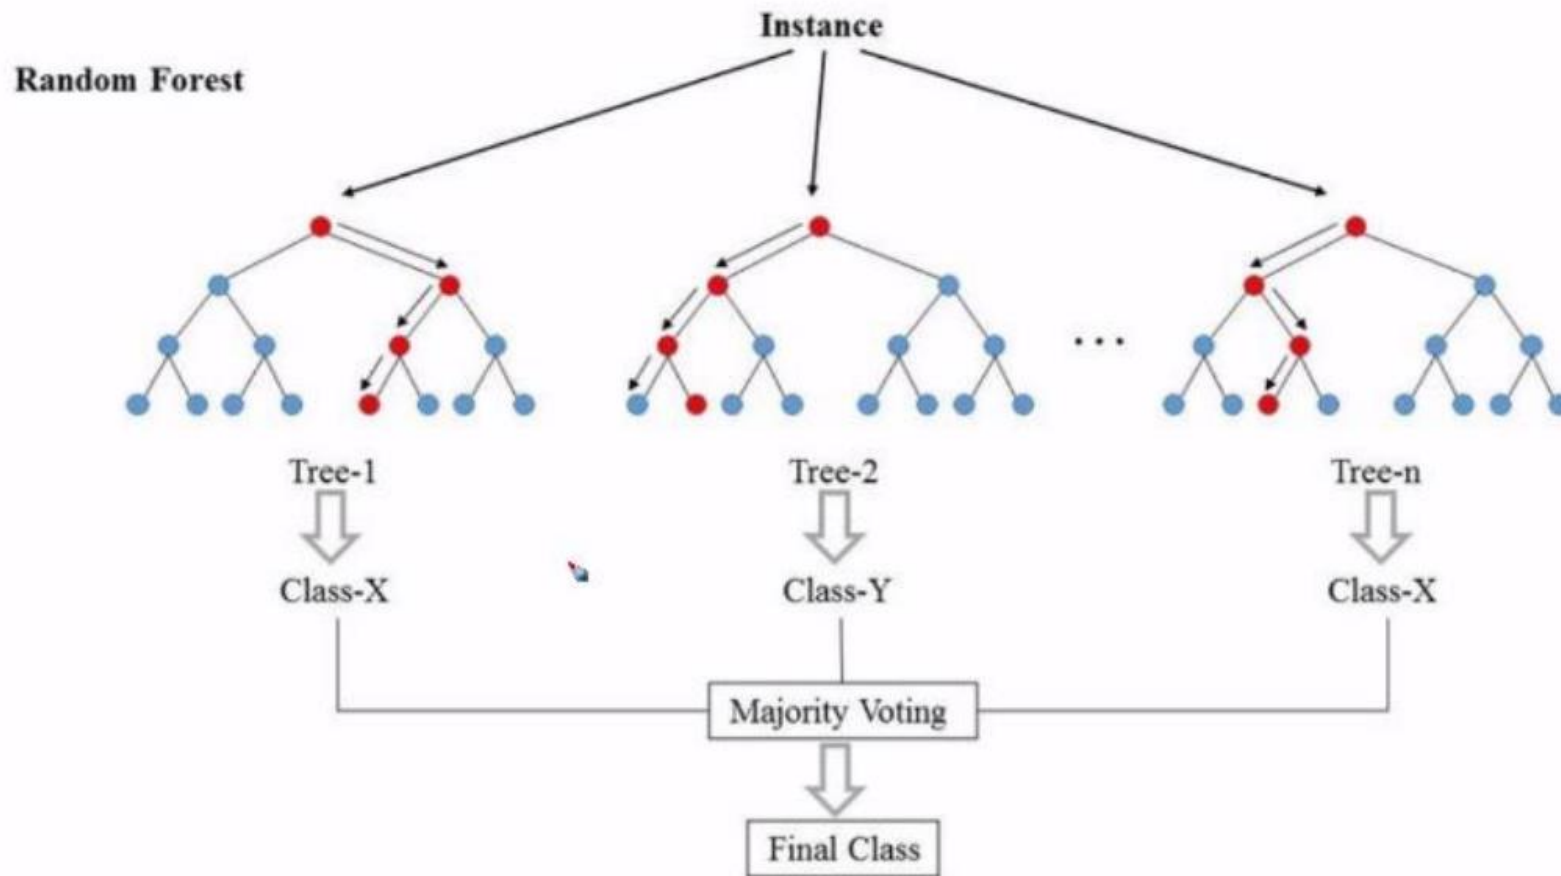 Instance
Random Forest
...
Tree-1
Tree-2
Tree-n
Class-X
Class-Y
Class-X
Majority Voting
Final Class